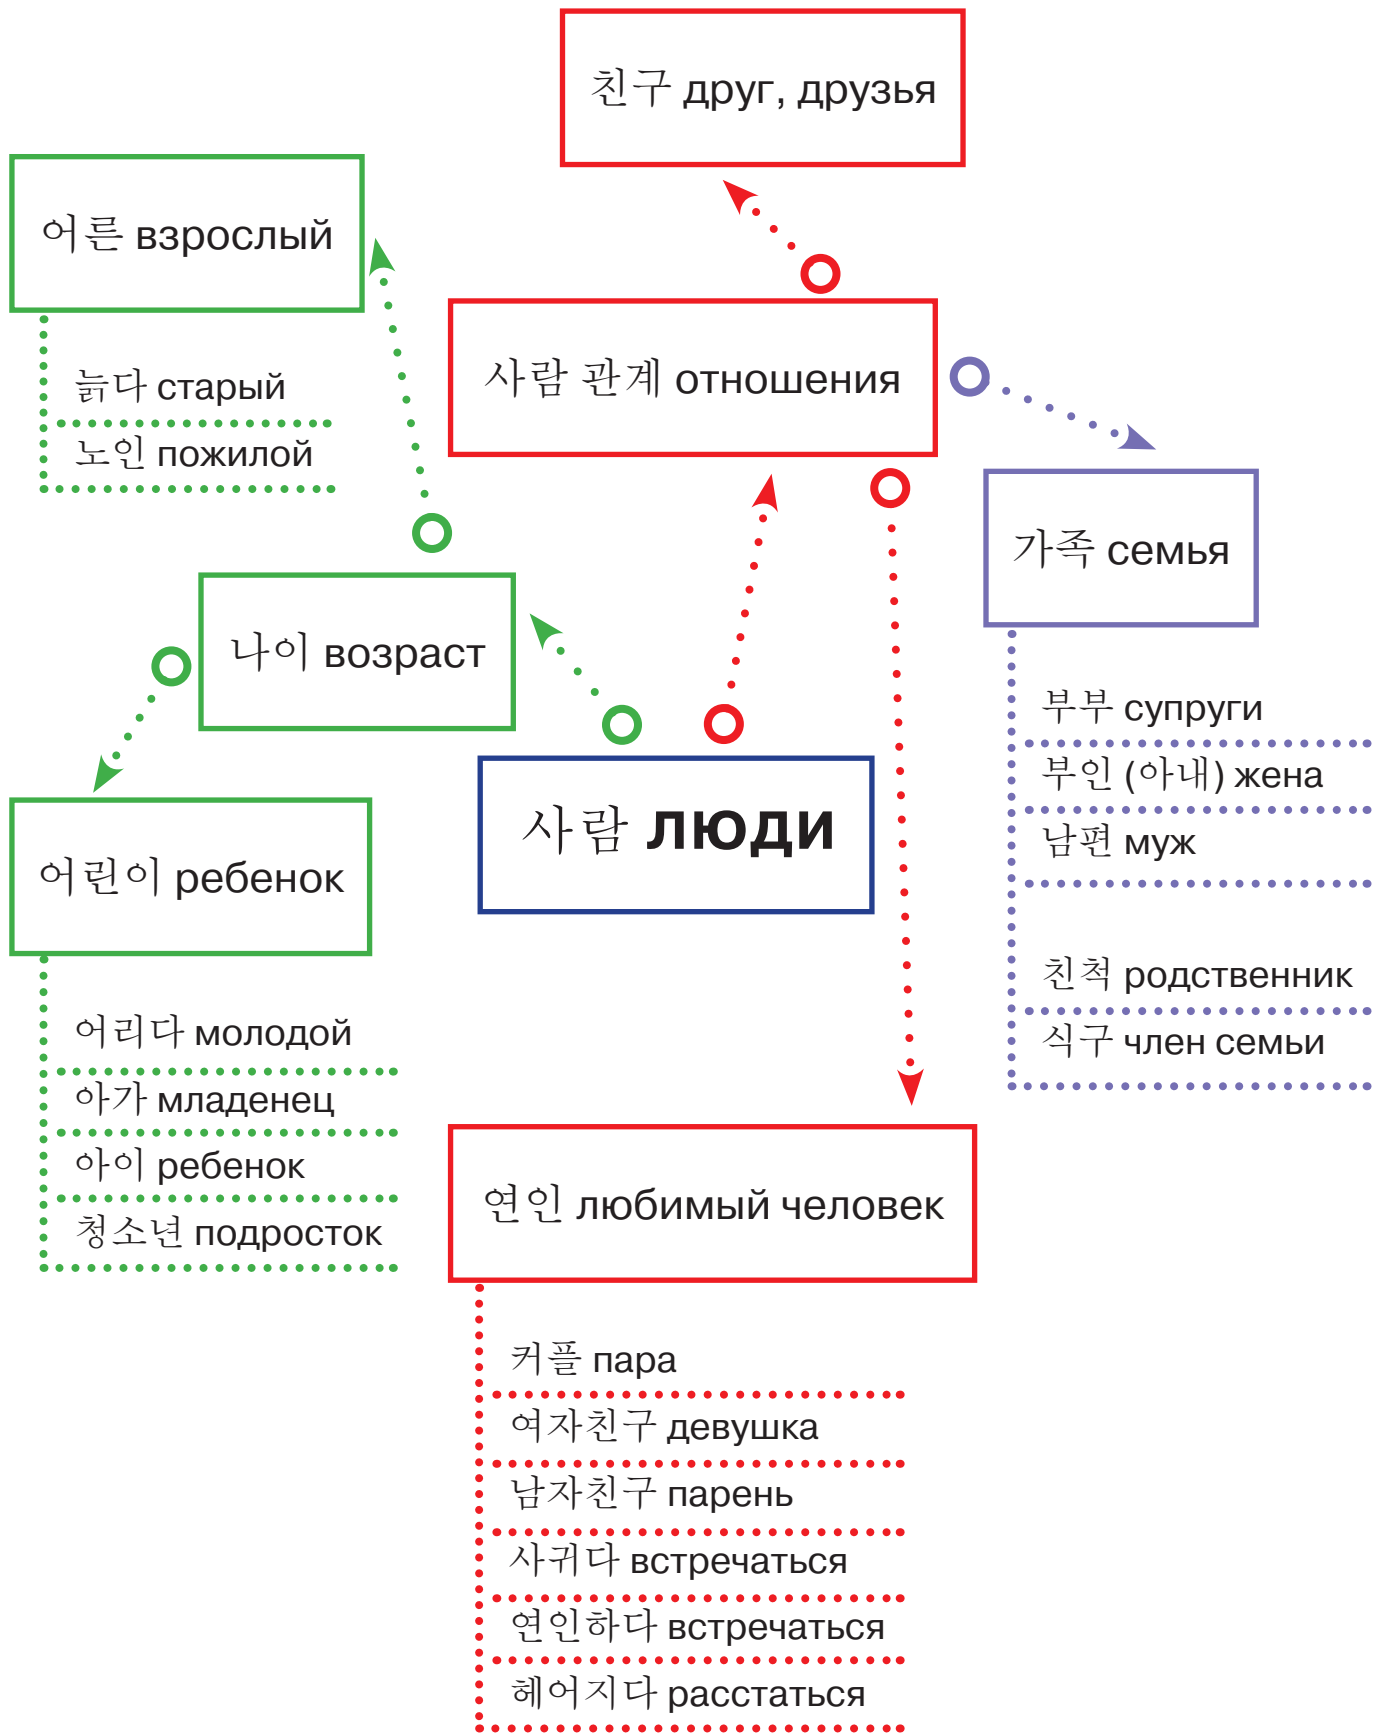 친구 друг, друзья
어른 взрослый
늙다 старый
노인 пожилой
사람 관계 отношения
가족 семья
부부 супруги
부인 (아내) жена
남편 муж
친척 родственник
식구 член семьи
나이 возраст
사람 люди
어린이 ребенок
어리다 молодой
아가 младенец
아이 ребенок
청소년 подросток
연인 любимый человек
커플 пара
여자친구 девушка
남자친구 парень
사귀다 встречаться
연인하다 встречаться
헤어지다 расстаться